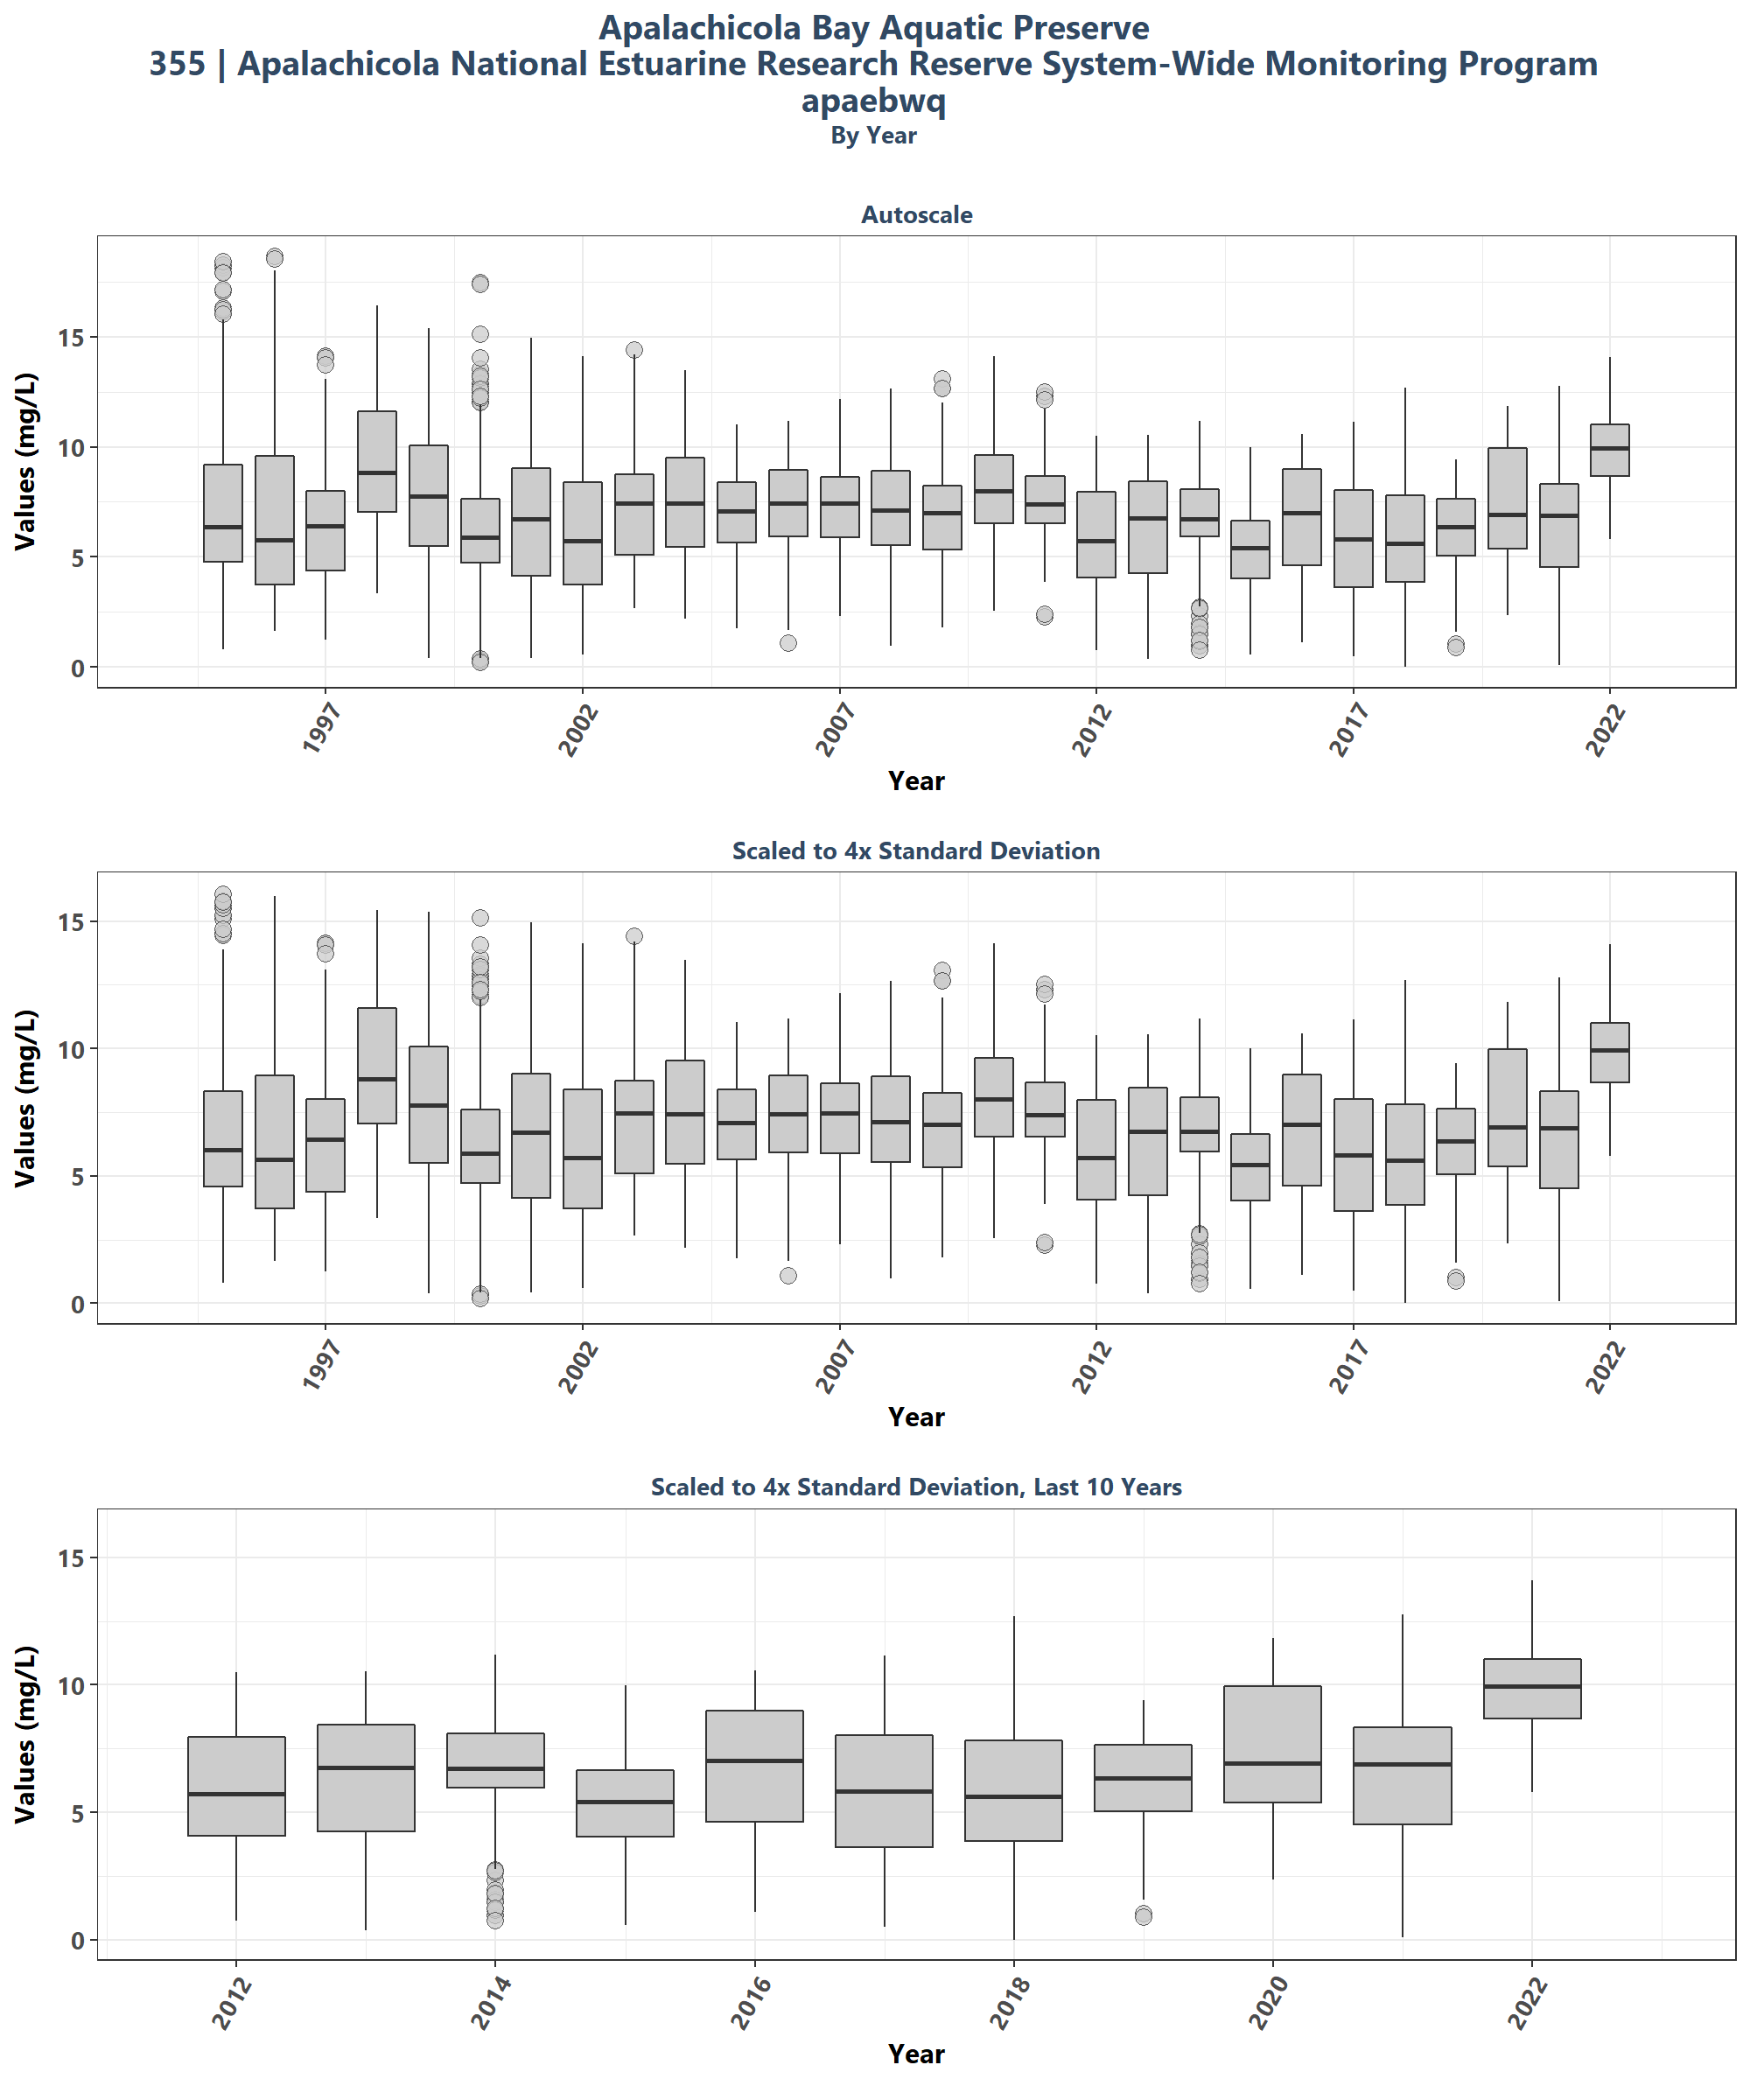 Apalachicola Bay Aquatic Preserve
355 | Apalachicola National Estuarine Research Reserve System-Wide Monitoring Program
apaebwq
By Year
Autoscale
Values (mg/L)
15
10
5
0
1997 2002 2007 2012 2017 2022
Year
Scaled to 4x Standard Deviation
Values (mg/L)
15
10
5
0
1997 2002 2007 2012 2017 2022
Year
Scaled to 4x Standard Deviation, Last 10 Years
Values (mg/L)
15
10
5
0
2012 2014 2016 2018 2020 2022
Year